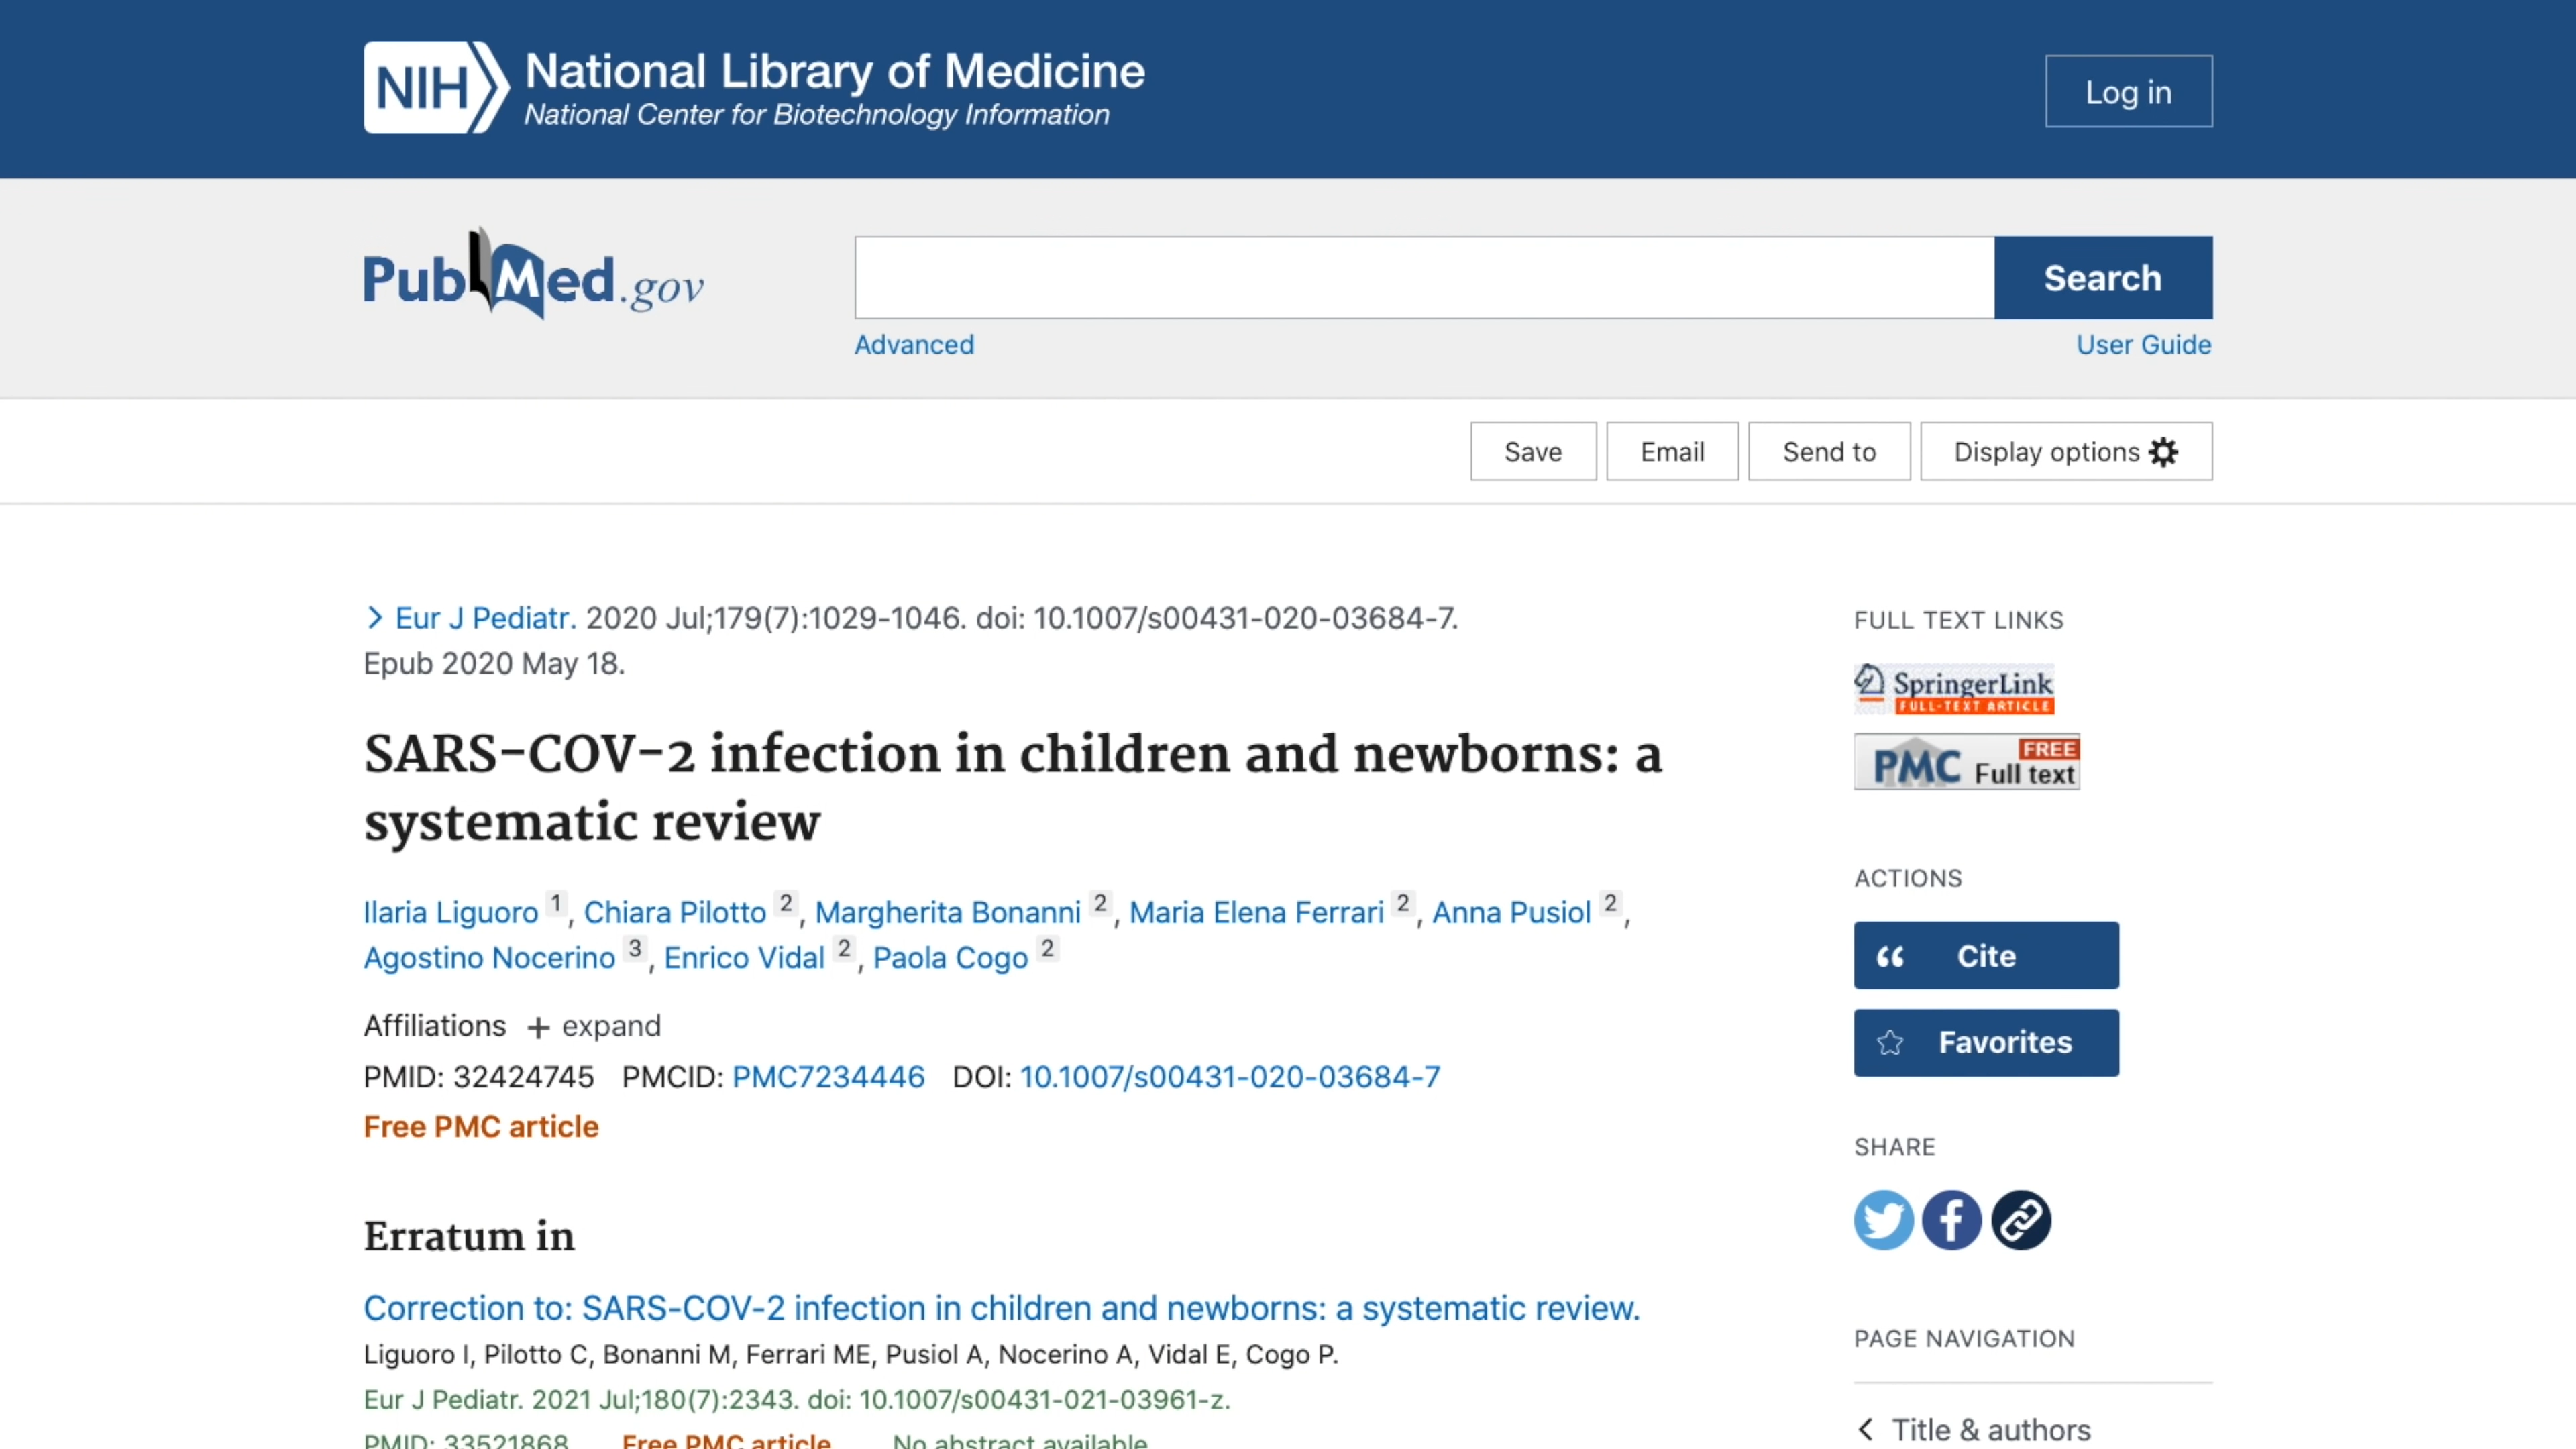 NIH National Library of Medicine
National Center for Biotechnology Information
Log in
PubMed.gov
Search
Advanced
User Guide
Save
Email
Send to
Display options
Eur J Pediatr. 2020 Jul;179(7):1029-1046. doi: 10.1007/s00431-020-03684-7.
Epub 2020 May 18.
SARS-COV-2 infection in children and newborns: a
systematic review
Ilaria Liguoro 1, Chiara Pilotto 2, Margherita Bonanni 2, Maria Elena Ferrari 2, Anna Pusiol 2,
Agostino Nocerino 3, Enrico Vidal 2, Paola Cogo 2
Affiliations + expand
PMID: 32424745 PMCID: PMC7234446 DOI: 10.1007/s00431-020-03684-7
Free PMC article
Erratum in
Correction to: SARS-COV-2 infection in children and newborns: a systematic review.
Liguoro I, Pilotto C, Bonanni M, Ferrari ME, Pusiol A, Nocerino A, Vidal E, Cogo P.
Eur J Pediatr. 2021 Jul;180(7):2343. doi: 10.1007/s00431-021-03961-z.
PMID: 33521868 Free PMC article No abstract available
FULL TEXT LINKS
SpringerLink
FULL-TEXT ARTICLE
PMC FREE
Full text
ACTIONS
Cite
Favorites
SHARE
PAGE NAVIGATION
Title & authors